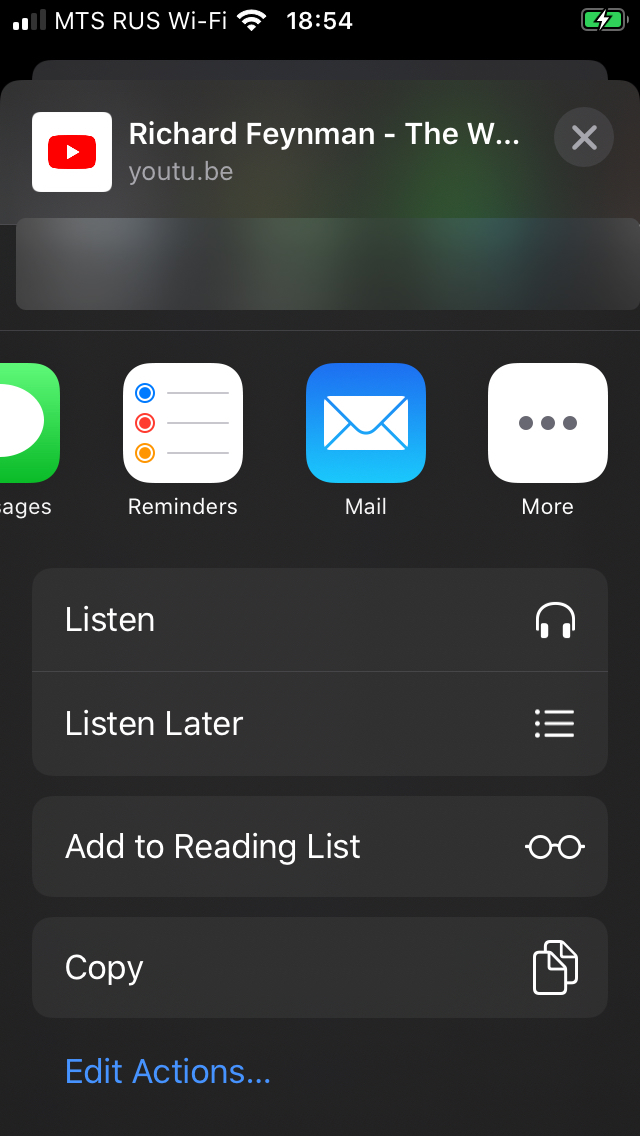 MTS RUS Wi-Fi 18:54
Richard Feynman - The W...
youtu.be
sages
Reminders
Mail
More
Listen
Listen Later
Add to Reading List
Copy
Edit Actions...